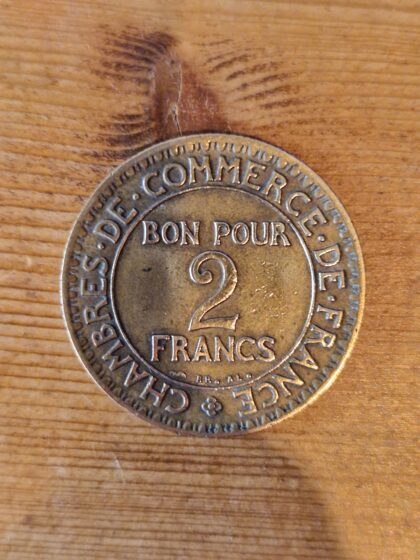 CHAMBRES · DE · COMMERCE · DE · FRANCE
BON POUR
2
FRANCS